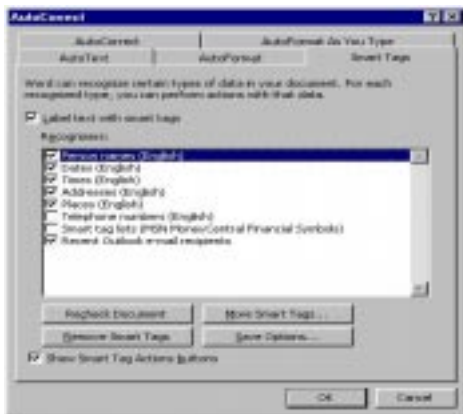 AutoCorrect
AutoCorrect
AutoFormat As You Type
AutoText
AutoFormat
Smart Tags
Word can recognize certain types of data in your document. For each
recognized type, you can perform actions with that data.
Label text with smart tags
Recognizers:
Person names (English)
Dates (English)
Times (English)
Addresses (English)
Places (English)
Telephone numbers (English)
Smart tag lists (MSN MoneyCentral Financial Symbols)
Recent Outlook e-mail recipients
Recheck Document
More Smart Tags...
Remove Smart Tags
Save Options...
Show Smart Tag Actions buttons
OK
Cancel